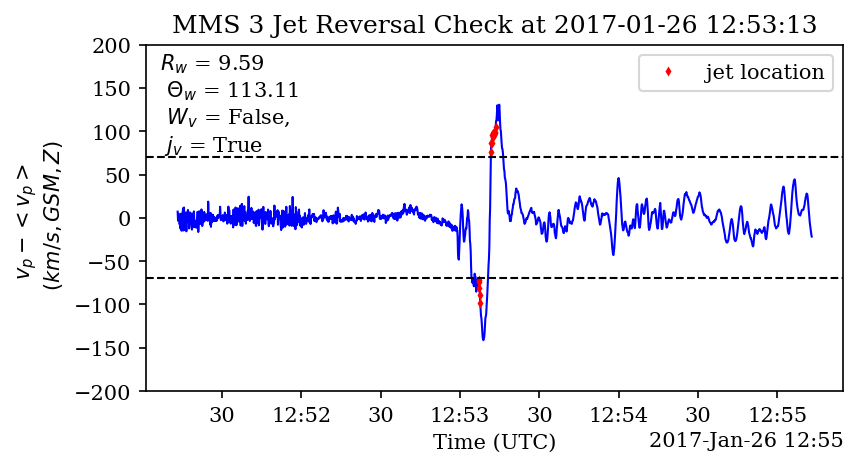 MMS 3 Jet Reversal Check at 2017-01-26 12:53:13
R_w = 9.59
Θ_w = 113.11
W_v = False,
j_v = True
jet location
v_p − < v_p >
(km/s, GSM, Z)
200
150
100
50
0
−50
−100
−150
−200
30 12:52 30 12:53 30 12:54 30 12:55
Time (UTC)
2017-Jan-26 12:55